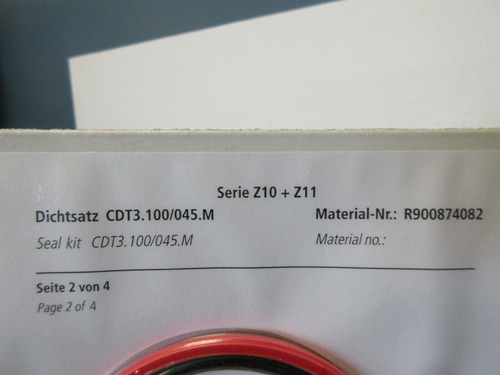 Serie Z10 + Z11
Dichtsatz CDT3.100/045.M Material-Nr.: R900874082
Seal kit CDT3.100/045.M Material no.:
Seite 2 von 4
Page 2 of 4